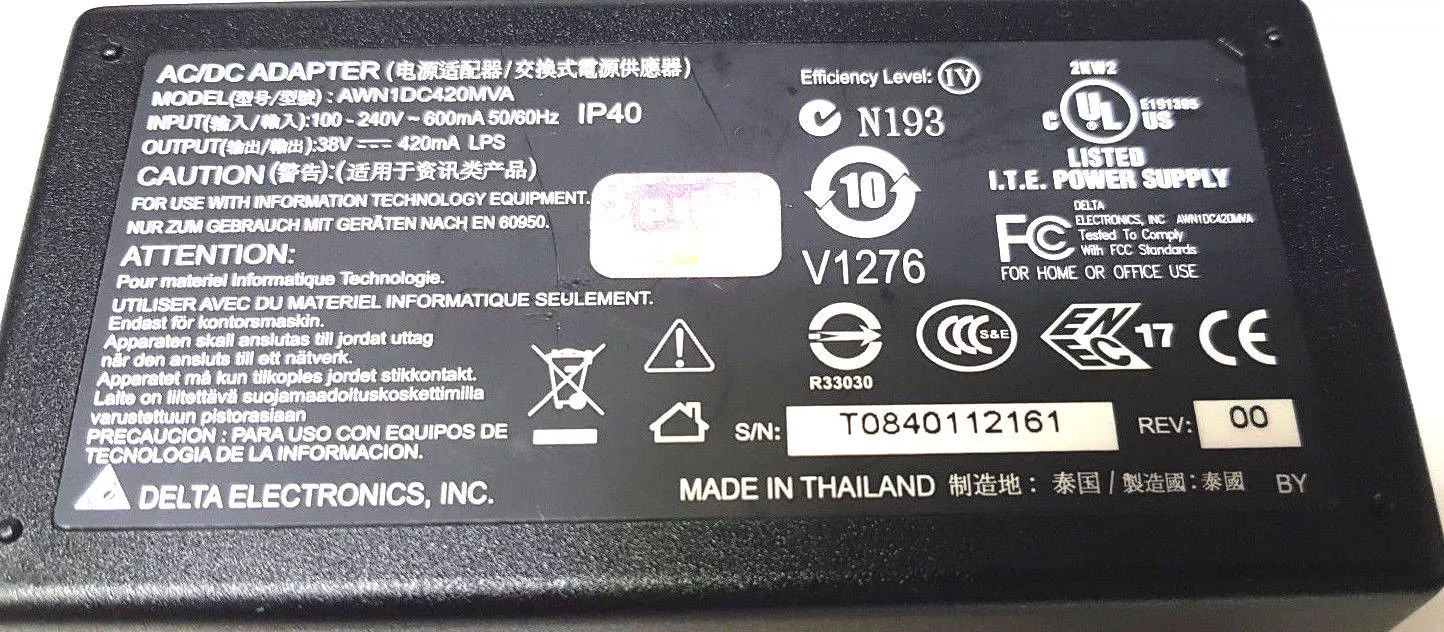 AC/DC ADAPTER (电源适配器/交換式電源供應器)
MODEL(型号/型號) : AWN1DC420MVA
INPUT(输入/輸入):100 - 240V ~ 600mA 50/60Hz IP40
OUTPUT(输出/輸出):38V 420mA LPS
CAUTION (警告):(适用于资讯类产品)
FOR USE WITH INFORMATION TECHNOLOGY EQUIPMENT.
NUR ZUM GEBRAUCH MIT GERÄTEN NACH EN 60950.
ATTENTION:
Pour materiel Informatique Technologie.
UTILISER AVEC DU MATERIEL INFORMATIQUE SEULEMENT.
Endast för kontorsmaskin.
Apparaten skall anslutas till jordat uttag
når den ansluts till ett nätverk.
Apparatet må kun tilkoples jordet stikkontakt.
Laite on liitettävä suojamaadoituskoskettimilla
varustettuun pistorasiaan
PRECAUCION : PARA USO CON EQUIPOS DE
TECNOLOGIA DE LA INFORMACION.
DELTA ELECTRONICS, INC.
Efficiency Level: IV
N193
10
V1276
R33030
2KW2
C UL US
E131305
LISTED
I.T.E. POWER SUPPLY
FC
DELTA
ELECTRONICS, INC AWN1DC420MVA
Tested To Comply
With FCC Standards
FOR HOME OR OFFICE USE
CCC S&E
ENEC 17
CE
S/N: T0840112161 REV: 00
MADE IN THAILAND 制造地 : 泰国 / 製造國 : 泰國 BY